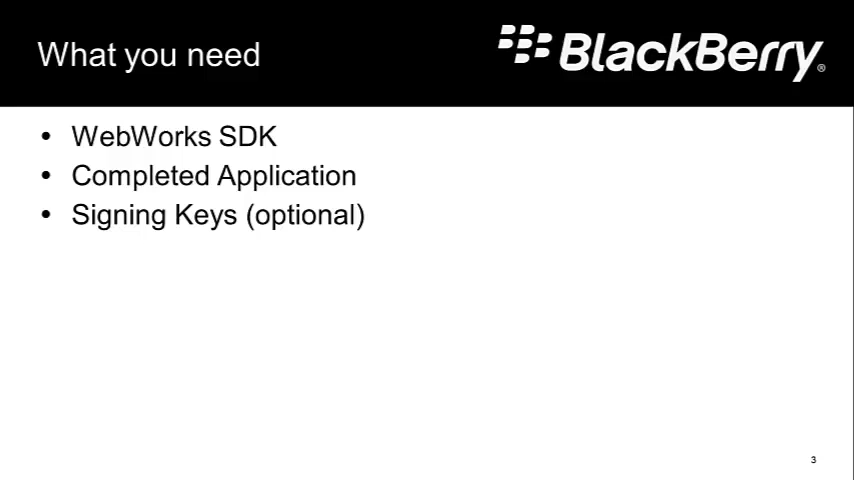 What you need
BlackBerry®
• WebWorks SDK
• Completed Application
• Signing Keys (optional)
3